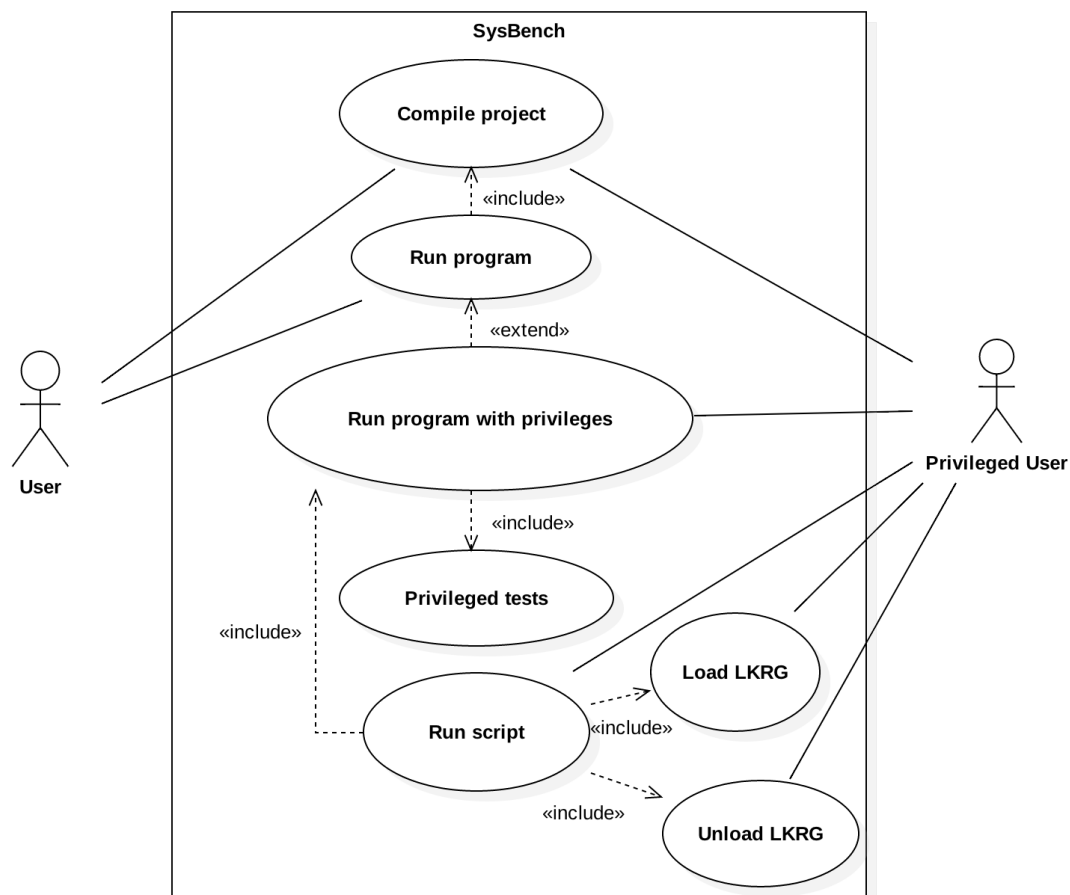 SysBench
Compile project
«include»
Run program
«extend»
Run program with privileges
User
Privileged User
«include»
Privileged tests
«include»
Load LKRG
Run script
«include»
«include»
Unload LKRG